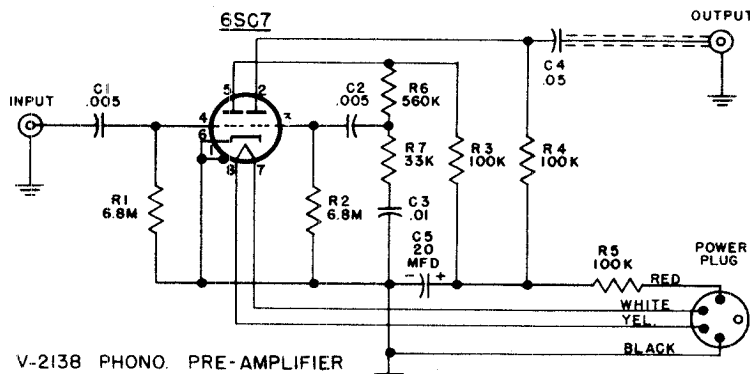 6SC7
OUTPUT
C4
.05
INPUT
C1
.005
5 2
C2
.005
R6
560K
4
3
6
1
8 7
R7
33K
R3
100K
R4
100K
R1
6.8M
R2
6.8M
C3
.01
C5
20
MFD
- +
R5
100K
POWER
PLUG
RED
WHITE
YEL.
BLACK
V-2138 PHONO. PRE-AMPLIFIER